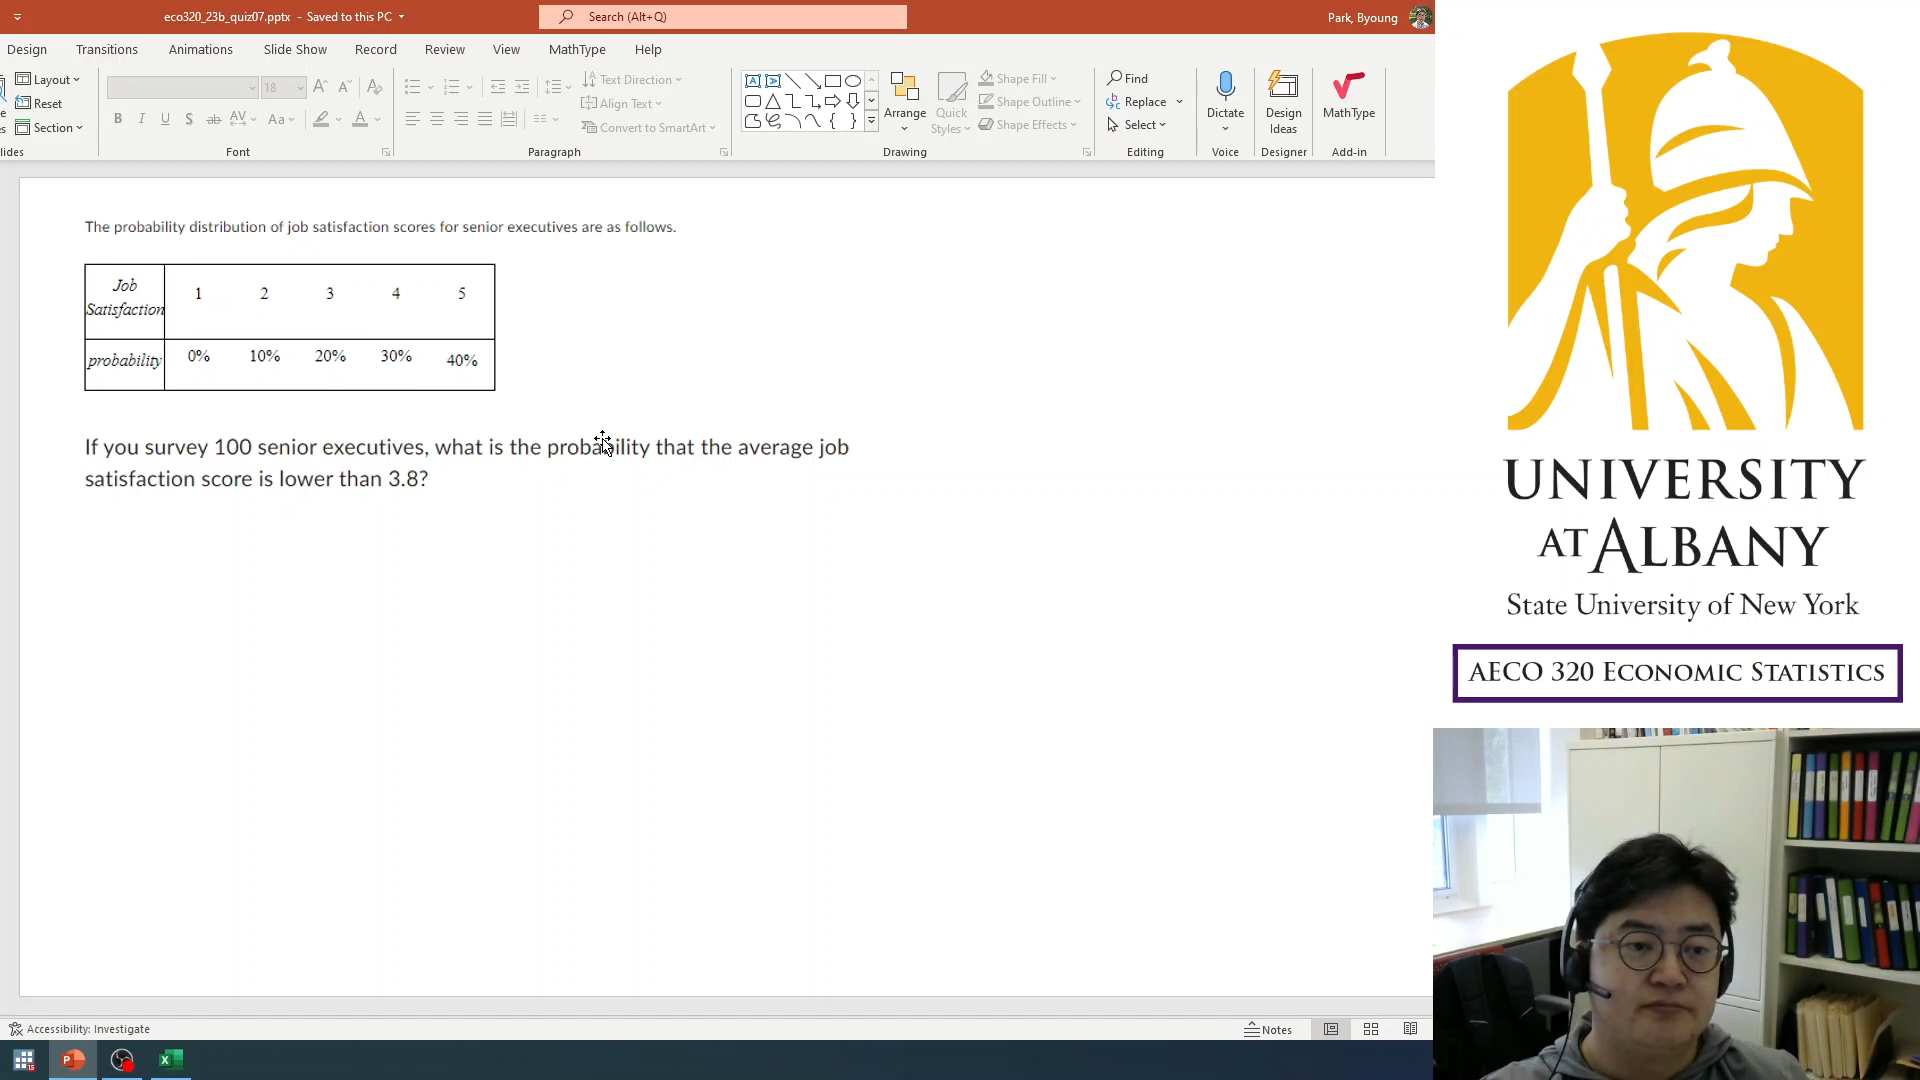 eco320_23b_quiz07.pptx - Saved to this PC
Search (Alt+Q)
Park, Byoung
Design Transitions Animations Slide Show Record Review View MathType Help
Layout
Reset
Section
lides
18
Font
Text Direction
Align Text
Convert to SmartArt
Paragraph
Arrange
Quick
Styles
Shape Fill
Shape Outline
Shape Effects
Drawing
Find
Replace
Select
Editing
Dictate
Voice
Design
Ideas
Designer
MathType
Add-in
The probability distribution of job satisfaction scores for senior executives are as follows.
Job
Satisfaction
1 2 3 4 5
probability
0% 10% 20% 30% 40%
If you survey 100 senior executives, what is the probability that the average job
satisfaction score is lower than 3.8?
UNIVERSITY
AT ALBANY
State University of New York
AECO 320 ECONOMIC STATISTICS
Accessibility: Investigate
Notes